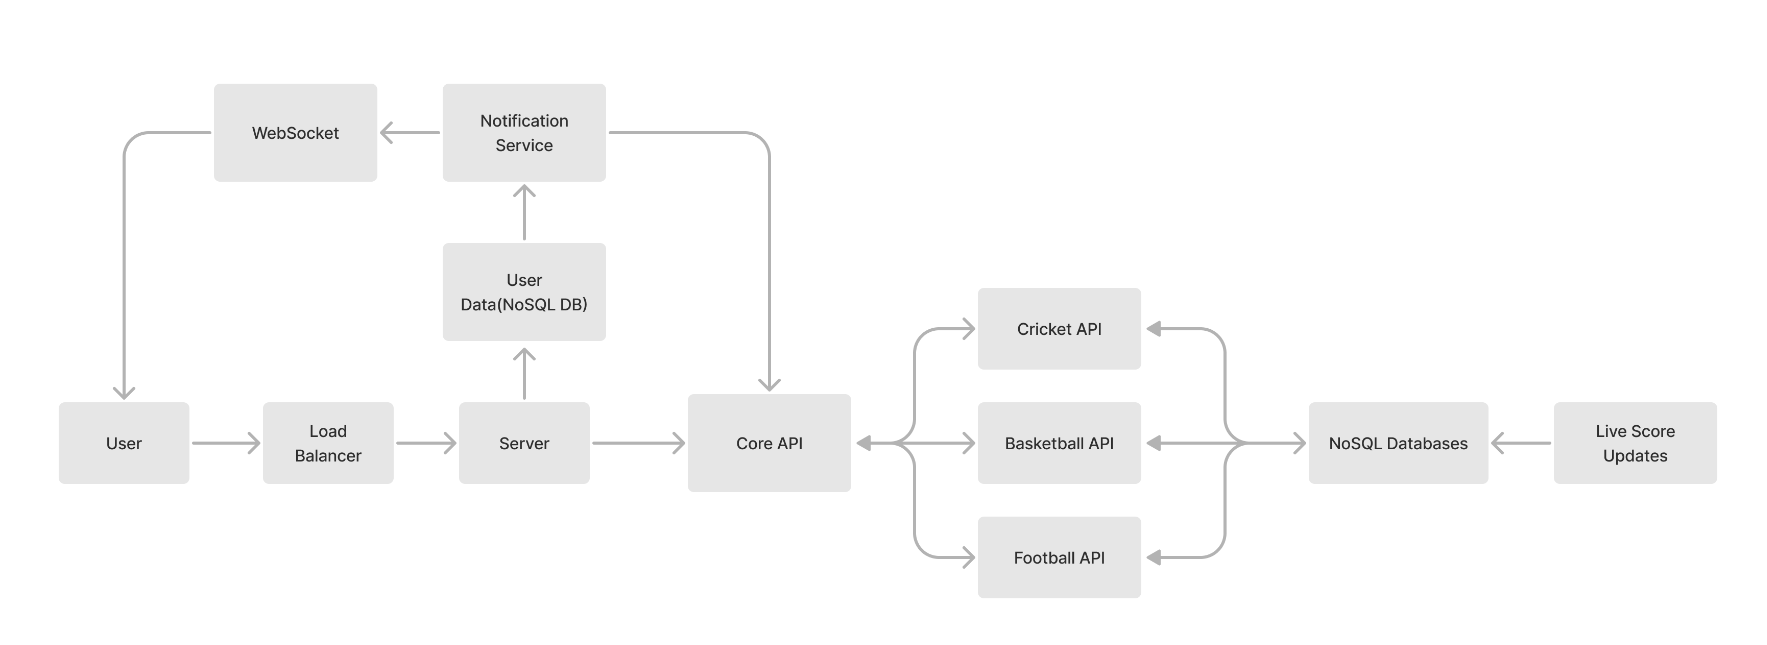 WebSocket
Notification
Service
User
Data(NoSQL DB)
Cricket API
User
Load
Balancer
Server
Core API
Basketball API
NoSQL Databases
Live Score
Updates
Football API